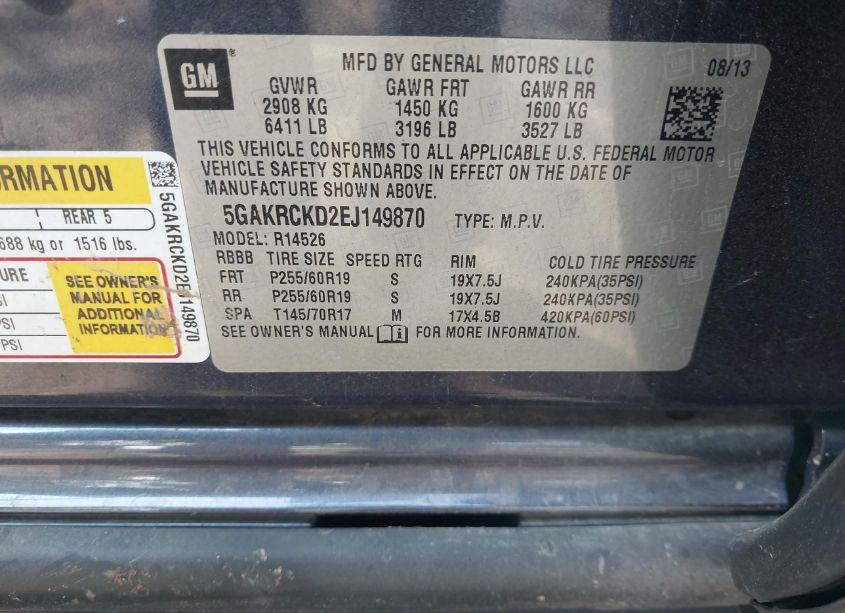 GM
MFD BY GENERAL MOTORS LLC 08/13
GVWR GAWR FRT GAWR RR
2908 KG 1450 KG 1600 KG
6411 LB 3196 LB 3527 LB
THIS VEHICLE CONFORMS TO ALL APPLICABLE U.S. FEDERAL MOTOR
VEHICLE SAFETY STANDARDS IN EFFECT ON THE DATE OF
MANUFACTURE SHOWN ABOVE.
5GAKRCKD2EJ149870 TYPE: M.P.V.
MODEL: R14526
RBBB TIRE SIZE SPEED RTG RIM COLD TIRE PRESSURE
FRT P255/60R19 S 19X7.5J 240KPA(35PSI)
RR P255/60R19 S 19X7.5J 240KPA(35PSI)
SPA T145/70R17 M 17X4.5B 420KPA(60PSI)
SEE OWNER'S MANUAL FOR MORE INFORMATION.
ORMATION
REAR 5
688 kg or 1516 lbs.
SURE
SI
PSI
PSI
SEE OWNER'S
MANUAL FOR
ADDITIONAL
INFORMATION
5GAKRCKD2EJ149870